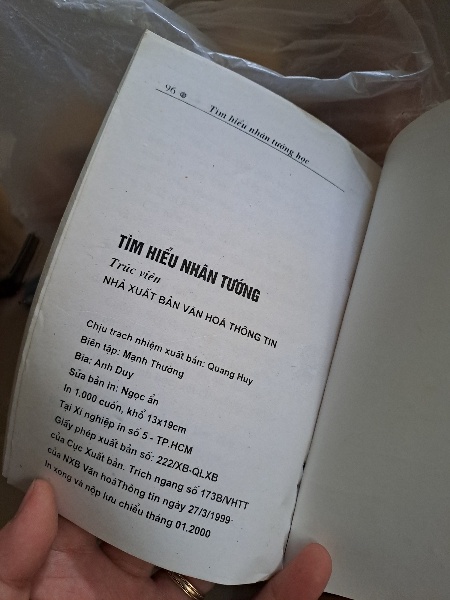 96
Tìm hiểu nhân tướng học
TÌM HIỂU NHÂN TƯỚNG
Trúc viên
NHÀ XUẤT BẢN VĂN HOÁ THÔNG TIN
Chịu trach nhiệm xuất bản: Quang Huy
Biên tập: Mạnh Thường
Bìa: Anh Duy
Sửa bản in: Ngọc ẩn
In 1.000 cuốn, khổ 13x19cm
Tại Xí nghiệp in số 5 - TP.HCM
Giấy phép xuất bản số: 222/XB-QLXB
của Cục Xuất bản. Trích ngang số 173B/VHTT
của NXB Văn hoáThông tin ngày 27/3/1999-
In xong và nộp lưu chiểu tháng 01.2000